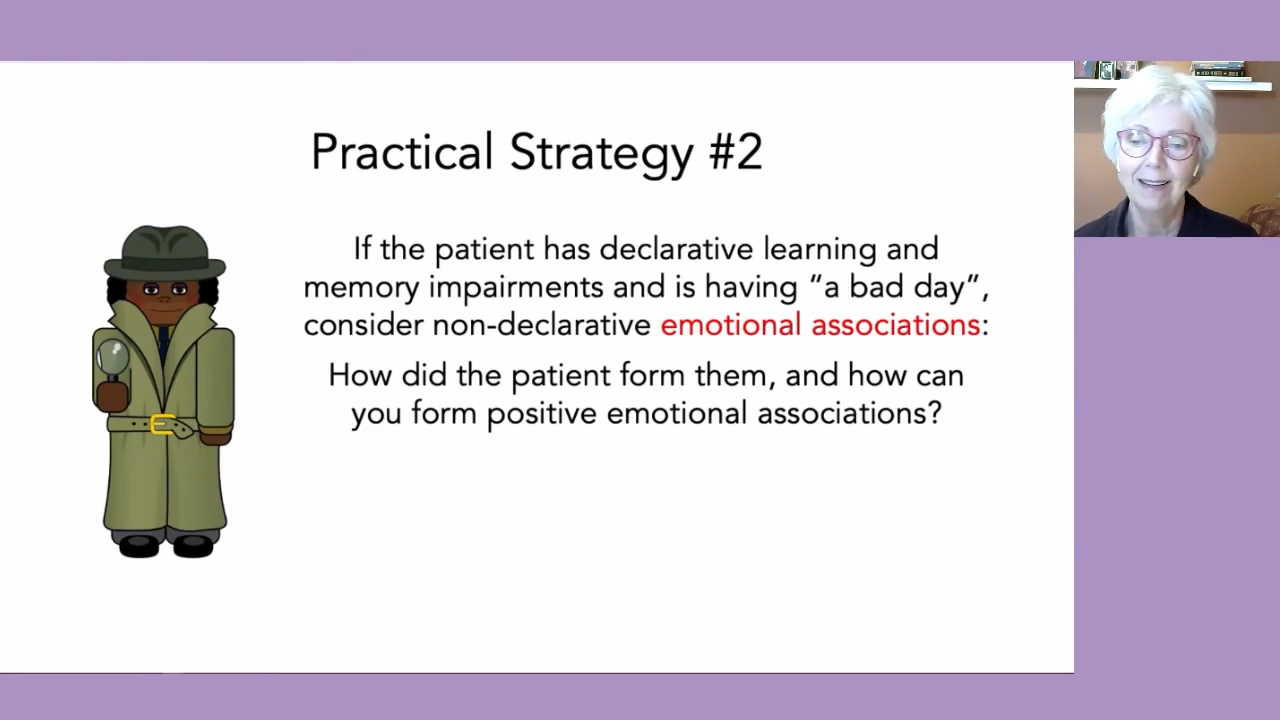 Practical Strategy #2
If the patient has declarative learning and
memory impairments and is having “a bad day”,
consider non-declarative emotional associations:
How did the patient form them, and how can
you form positive emotional associations?